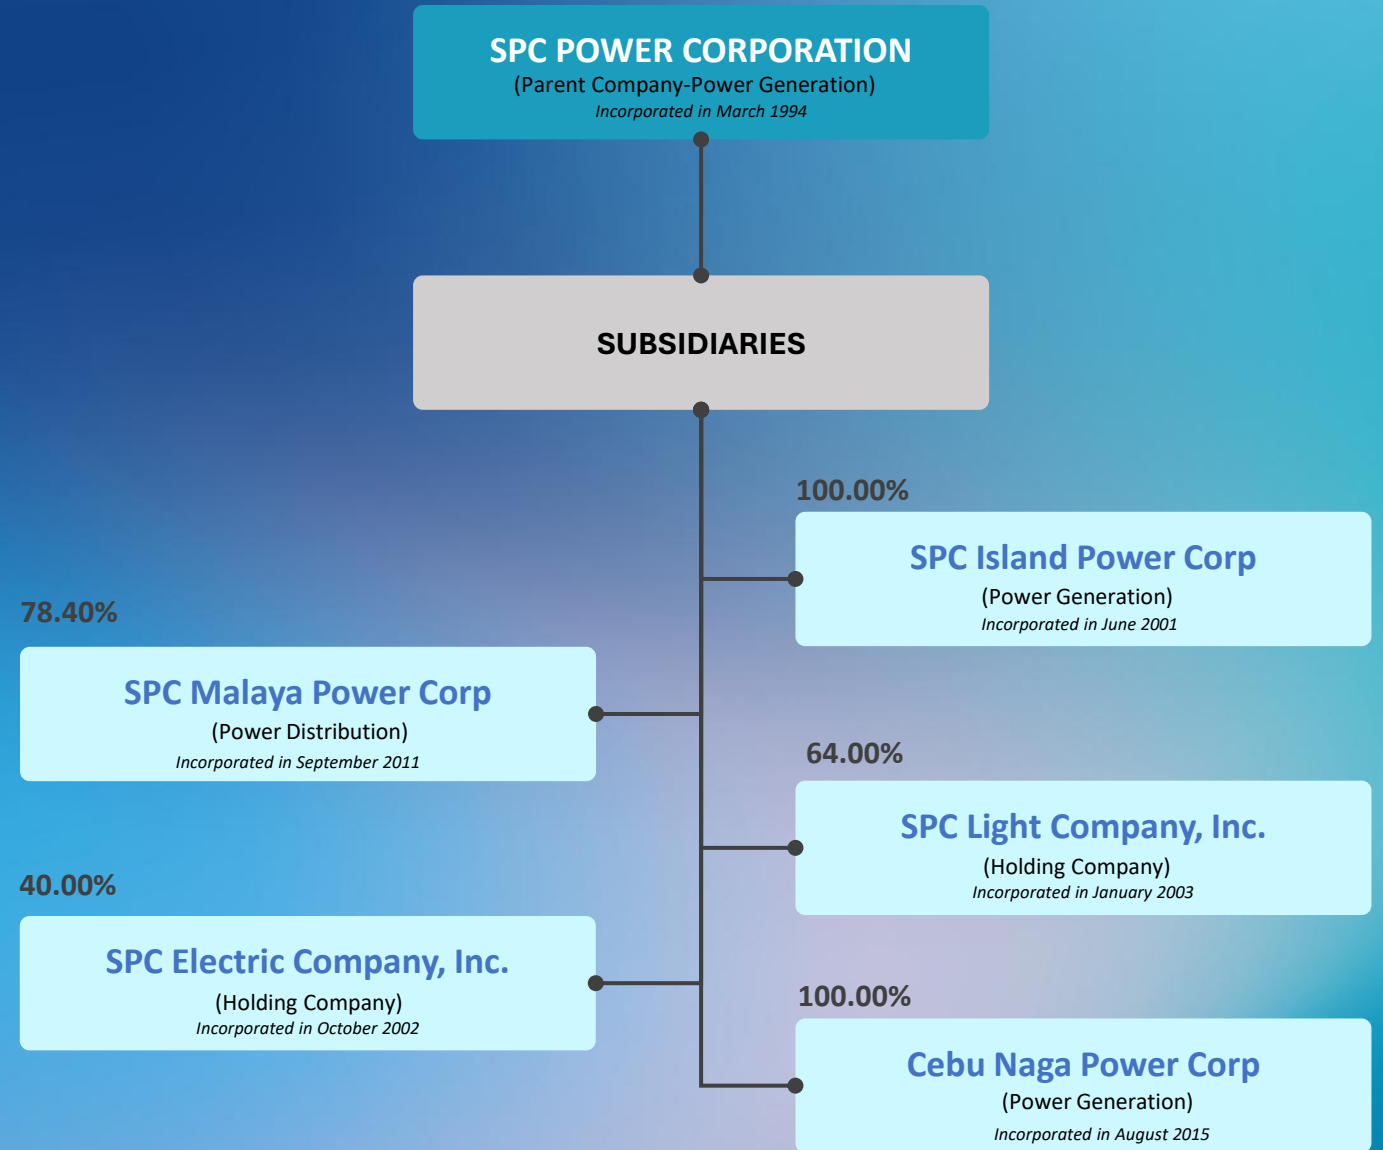 SPC POWER CORPORATION
(Parent Company-Power Generation)
Incorporated in March 1994
SUBSIDIARIES
100.00%
SPC Island Power Corp
(Power Generation)
Incorporated in June 2001
78.40%
SPC Malaya Power Corp
(Power Distribution)
Incorporated in September 2011
64.00%
SPC Light Company, Inc.
(Holding Company)
Incorporated in January 2003
40.00%
SPC Electric Company, Inc.
(Holding Company)
Incorporated in October 2002
100.00%
Cebu Naga Power Corp
(Power Generation)
Incorporated in August 2015